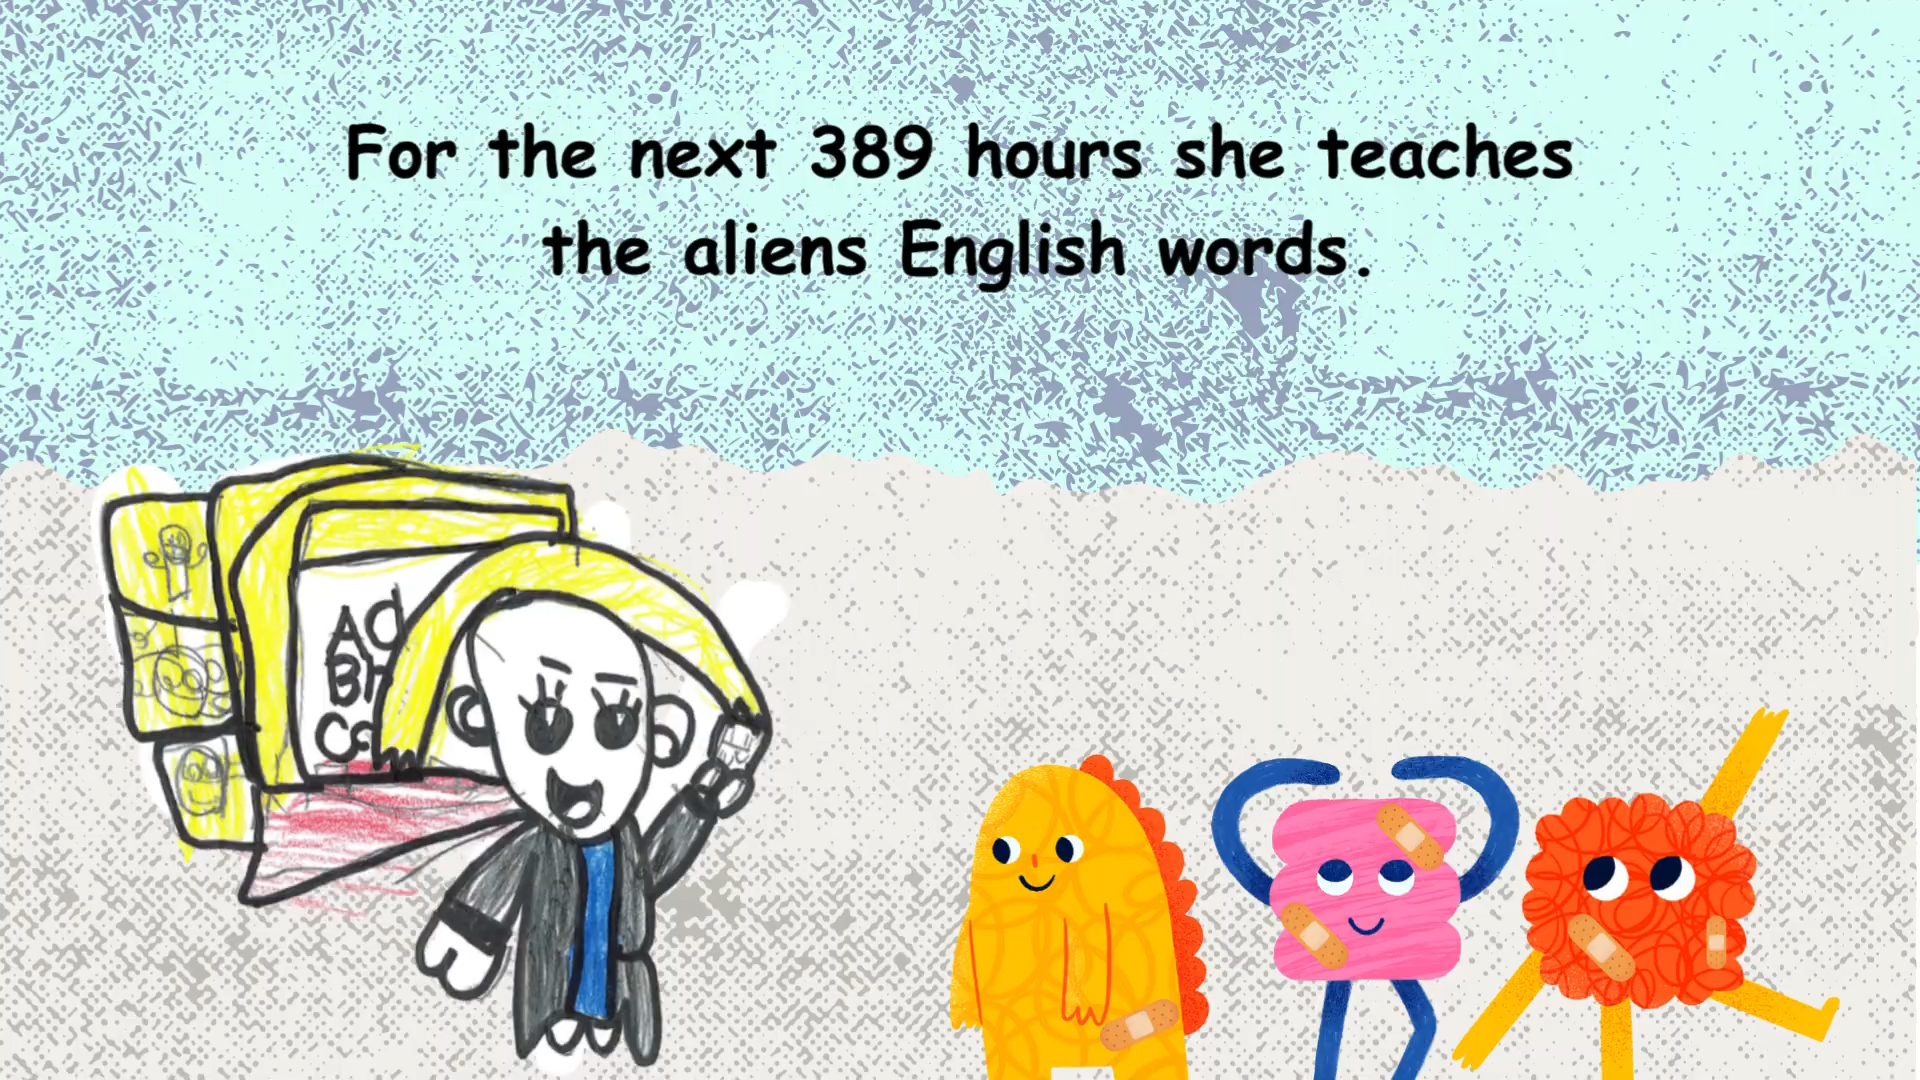 For the next 389 hours she teaches
the aliens English words.
A
B
C